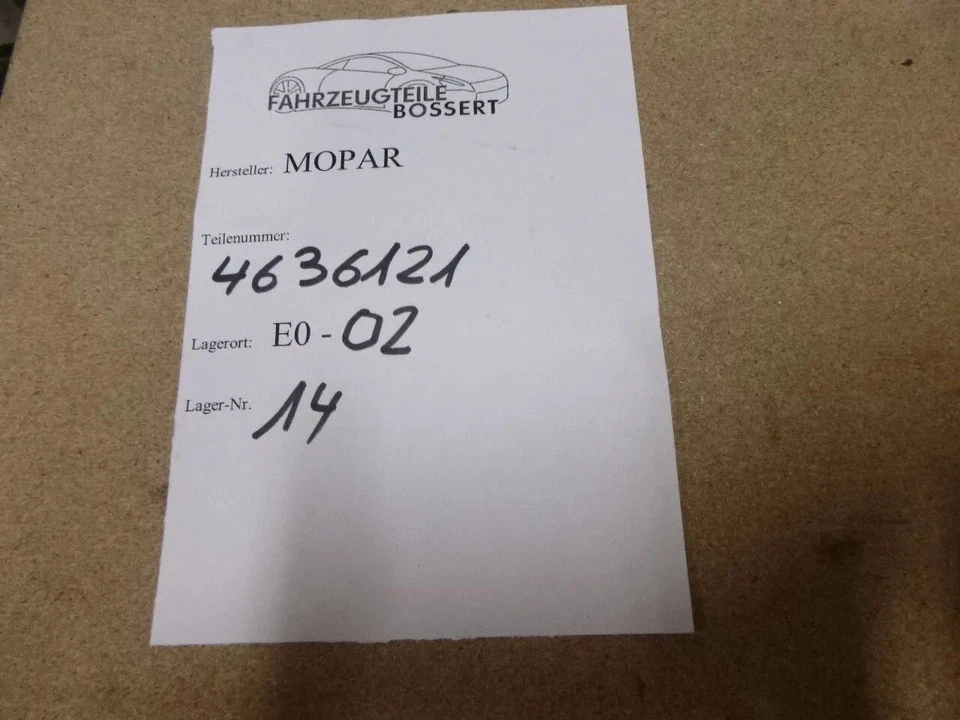 FAHRZEUGTEILE
BOSSERT
Hersteller: MOPAR
Teilenummer:
4636121
Lagerort: E0 - 02
Lager-Nr. 14